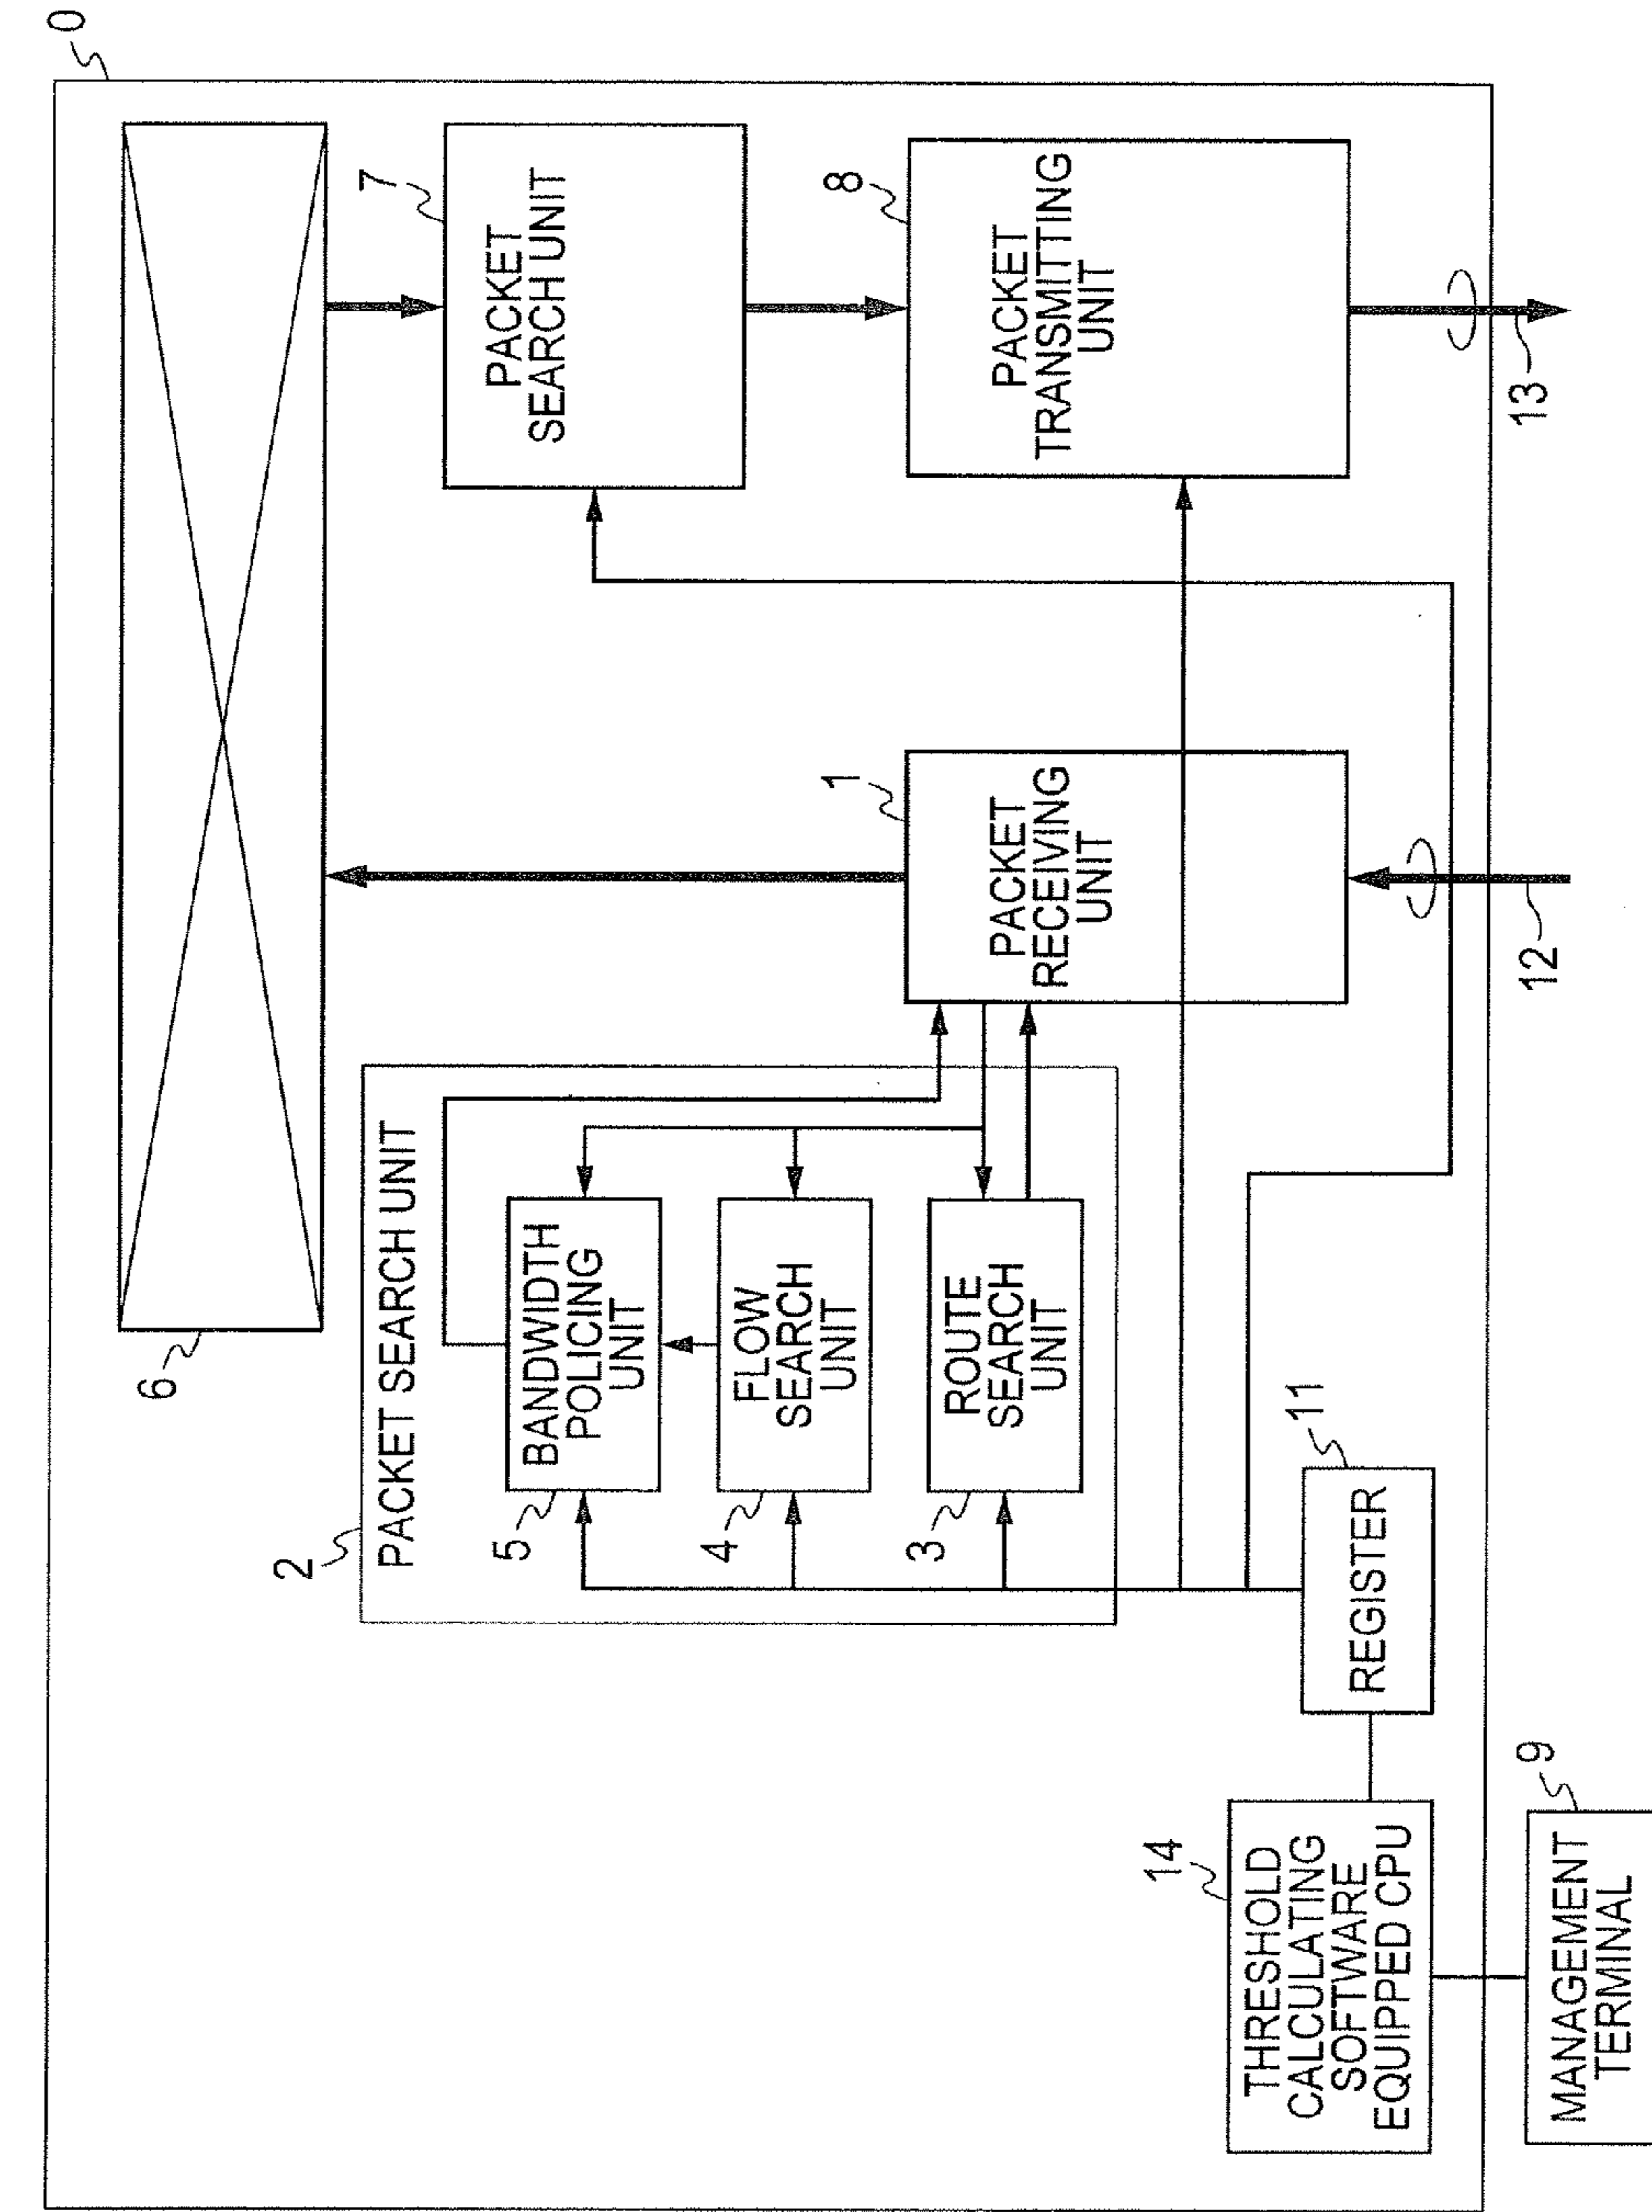 0
6
2
PACKET SEARCH UNIT
5
BANDWIDTH
POLICING
UNIT
4
FLOW
SEARCH
UNIT
3
ROUTE
SEARCH
UNIT
1
PACKET
RECEIVING
UNIT
7
PACKET
SEARCH UNIT
8
PACKET
TRANSMITTING
UNIT
14
THRESHOLD
CALCULATING
SOFTWARE
EQUIPPED CPU
11
REGISTER
12
13
9
MANAGEMENT
TERMINAL